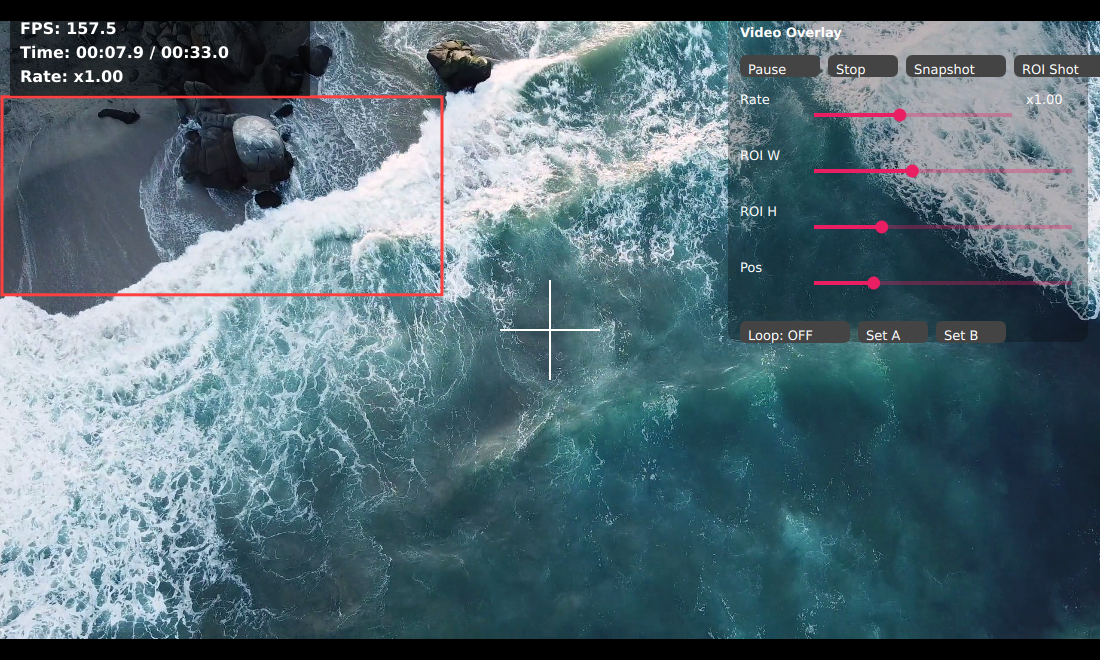 FPS: 157.5
Time: 00:07.9 / 00:33.0
Rate: x1.00
Video Overlay
Pause Stop Snapshot ROI Shot
Rate x1.00
ROI W
ROI H
Pos
Loop: OFF Set A Set B